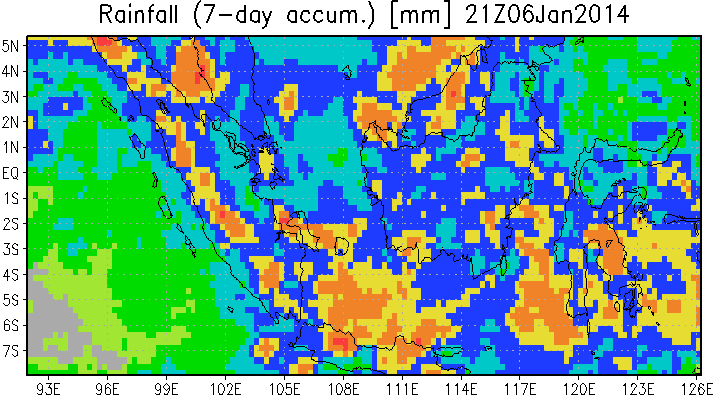 Rainfall (7-day accum.) [mm] 21Z06Jan2014
5N
4N
3N
2N
1N
EQ
1S
2S
3S
4S
5S
6S
7S
93E 96E 99E 102E 105E 108E 111E 114E 117E 120E 123E 126E